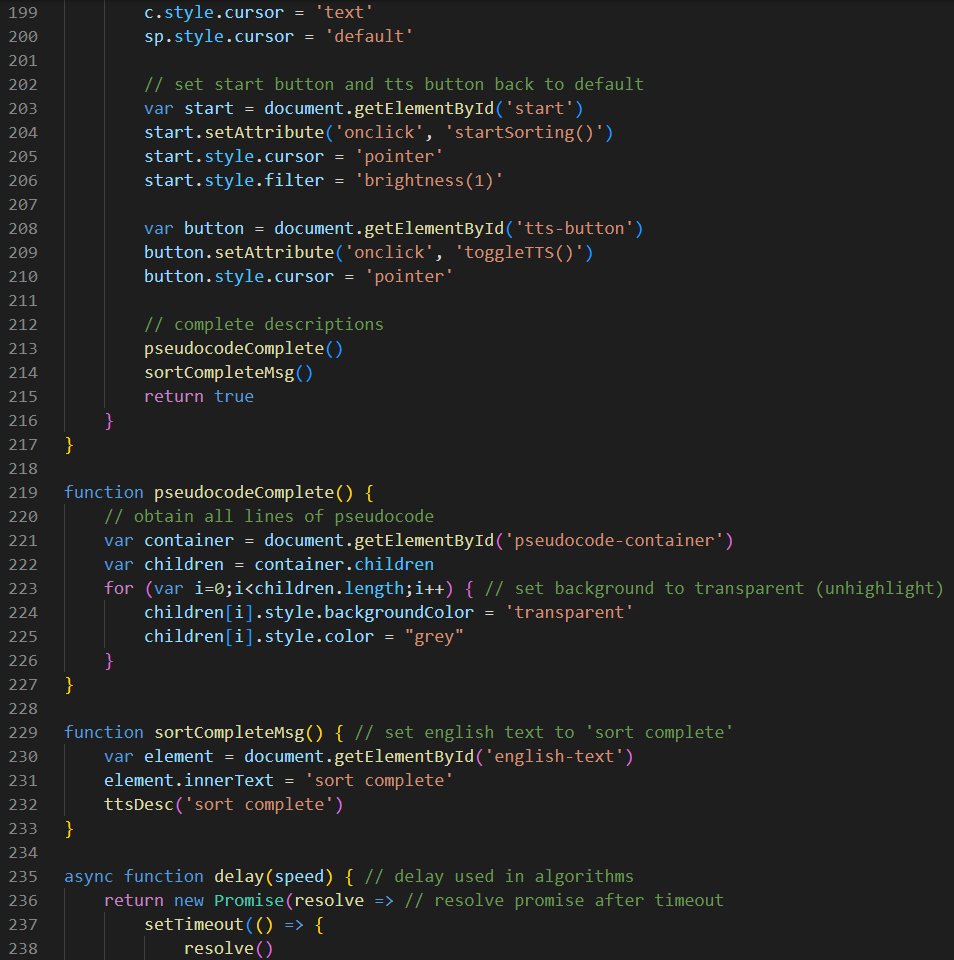 199 c.style.cursor = 'text'
200 sp.style.cursor = 'default'
201
202 // set start button and tts button back to default
203 var start = document.getElementById('start')
204 start.setAttribute('onclick', 'startSorting()')
205 start.style.cursor = 'pointer'
206 start.style.filter = 'brightness(1)'
207
208 var button = document.getElementById('tts-button')
209 button.setAttribute('onclick', 'toggleTTS()')
210 button.style.cursor = 'pointer'
211
212 // complete descriptions
213 pseudocodeComplete()
214 sortCompleteMsg()
215 return true
216 }
217 }
218
219 function pseudocodeComplete() {
220 // obtain all lines of pseudocode
221 var container = document.getElementById('pseudocode-container')
222 var children = container.children
223 for (var i=0;i<children.length;i++) { // set background to transparent (unhighlight)
224 children[i].style.backgroundColor = 'transparent'
225 children[i].style.color = "grey"
226 }
227 }
228
229 function sortCompleteMsg() { // set english text to 'sort complete'
230 var element = document.getElementById('english-text')
231 element.innerText = 'sort complete'
232 ttsDesc('sort complete')
233 }
234
235 async function delay(speed) { // delay used in algorithms
236 return new Promise(resolve => // resolve promise after timeout
237 setTimeout(() => {
238 resolve()